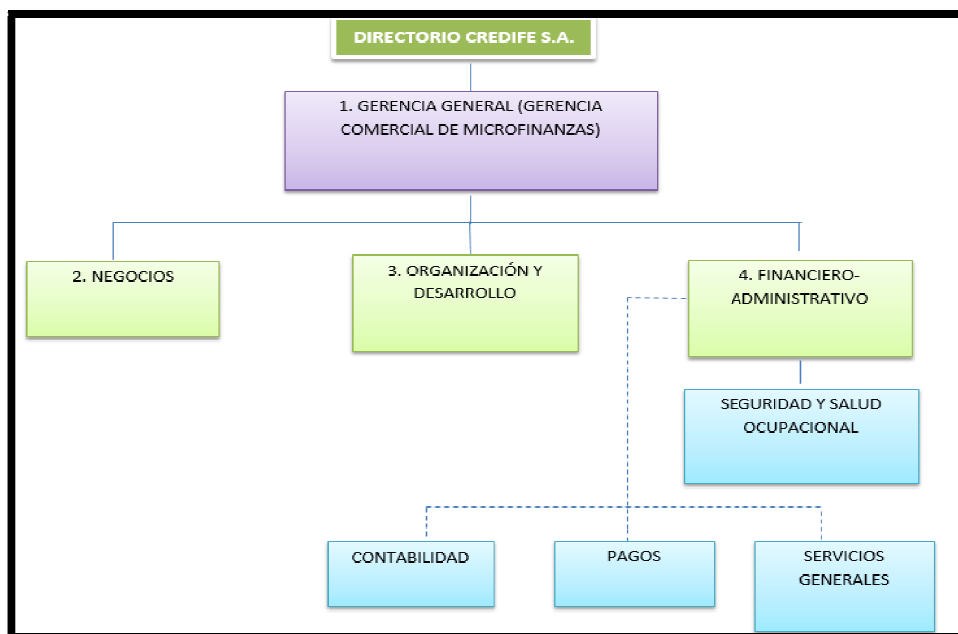 DIRECTORIO CREDIFE S.A.
1. GERENCIA GENERAL (GERENCIA
COMERCIAL DE MICROFINANZAS)
2. NEGOCIOS
3. ORGANIZACIÓN Y
DESARROLLO
4. FINANCIERO-
ADMINISTRATIVO
SEGURIDAD Y SALUD
OCUPACIONAL
CONTABILIDAD
PAGOS
SERVICIOS
GENERALES